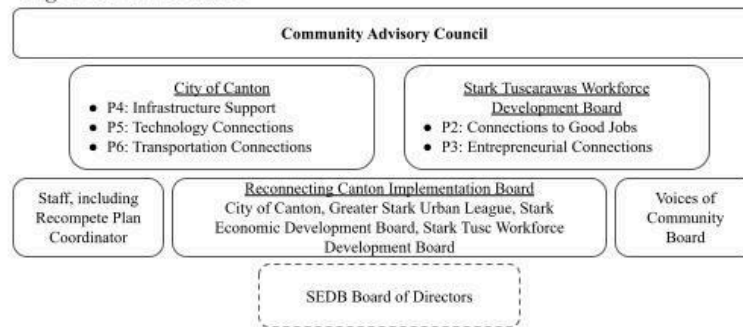 Community Advisory Council
City of Canton
● P4: Infrastructure Support
● P5: Technology Connections
● P6: Transportation Connections
Stark Tuscarawas Workforce
Development Board
● P2: Connections to Good Jobs
● P3: Entrepreneurial Connections
Staff, including
Recompete Plan
Coordinator
Reconnecting Canton Implementation Board
City of Canton, Greater Stark Urban League, Stark
Economic Development Board, Stark Tusc Workforce
Development Board
Voices of
Community
Board
SEDB Board of Directors